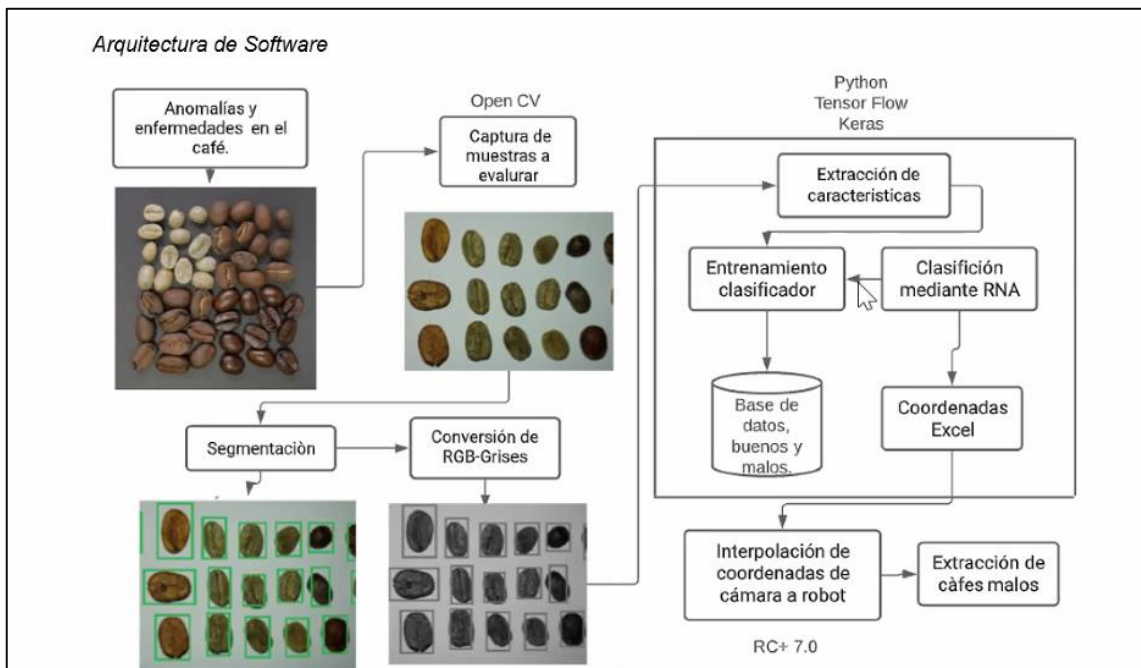 Arquitectura de Software
Anomalías y
enfermedades en el
café.
Open CV
Captura de
muestras a
evalurar
Python
Tensor Flow
Keras
Extracción de
caracteristicas
Entrenamiento
clasificador
Clasifición
mediante RNA
Base de
datos,
buenos y
malos.
Coordenadas
Excel
Segmentaciòn
Conversión de
RGB-Grises
Interpolación de
coordenadas de
cámara a robot
Extracción de
càfes malos
RC+ 7.0